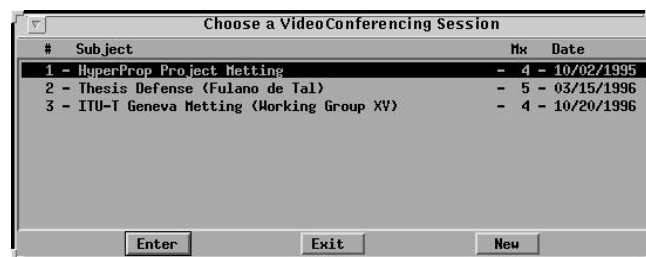 Choose a VideoConferencing Session
# Subject Mx Date
1 - HyperProp Project Metting - 4 - 10/02/1995
2 - Thesis Defense (Fulano de Tal) - 5 - 03/15/1996
3 - ITU-T Geneva Metting (Working Group XV) - 4 - 10/20/1996
Enter Exit New